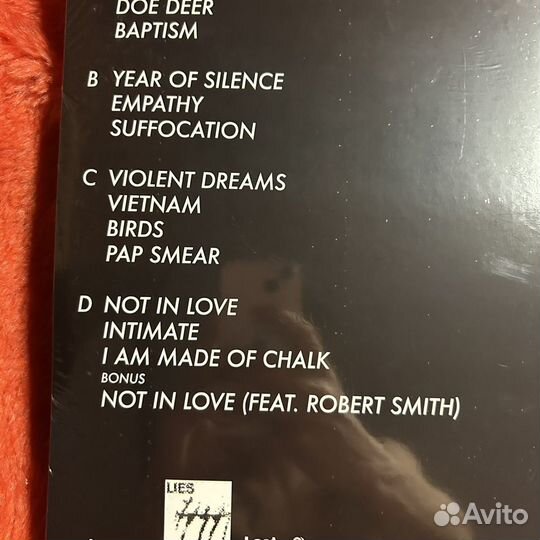 DOE DEER
BAPTISM
B YEAR OF SILENCE
EMPATHY
SUFFOCATION
C VIOLENT DREAMS
VIETNAM
BIRDS
PAP SMEAR
D NOT IN LOVE
INTIMATE
I AM MADE OF CHALK
BONUS
NOT IN LOVE (FEAT. ROBERT SMITH)
LIES
Avito